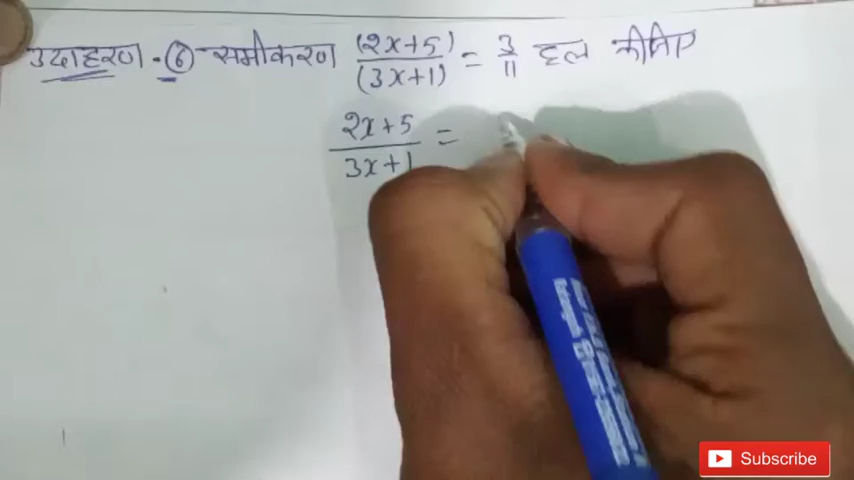 उदाहरण - ⑥ समीकरण (2x+5)/(3x+1) = 3/11 हल कीजिए
2x+5/3x+1 =
Subscribe